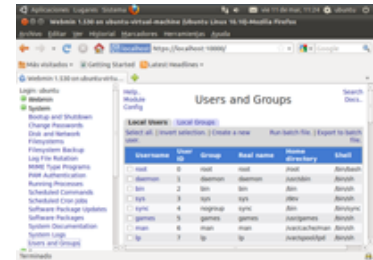 Aplicaciones Lugares Sistema vie 11 de mar, 11:24 ubuntu
Webmin 1.530 on ubuntu-virtual-machine (Ubuntu Linux 10.10)-Mozilla Firefox
Archivo Editar Ver Historial Marcadores Herramientas Ayuda
localhost https://localhost:10000/
Más visitados Getting Started Latest Headlines
Webmin 1.530 on ubuntu-virtu...
Login: ubuntu
Webmin
System
Bootup and Shutdown
Change Passwords
Disk and Network
Filesystems
Filesystem Backup
Log File Rotation
MIME Type Programs
PAM Authentication
Running Processes
Scheduled Commands
Scheduled Cron Jobs
Software Package Updates
Software Packages
System Documentation
System Logs
Users and Groups
Help..
Module
Config
Users and Groups
Search
Docs..
Local Users Local Groups
Select all. | Invert selection. | Create a new user. Run batch file. | Export to batch file.
Username User ID Group Real name Home directory Shell
root 0 root root /root /bin/bash
daemon 1 daemon daemon /usr/sbin /bin/sh
bin 2 bin bin /bin /bin/sh
sys 3 sys sys /dev /bin/sh
sync 4 nogroup sync /bin /bin/sync
games 5 games games /usr/games /bin/sh
man 6 man man /var/cache/man /bin/sh
lp 7 lp lp /var/spool/lpd /bin/sh
Terminado